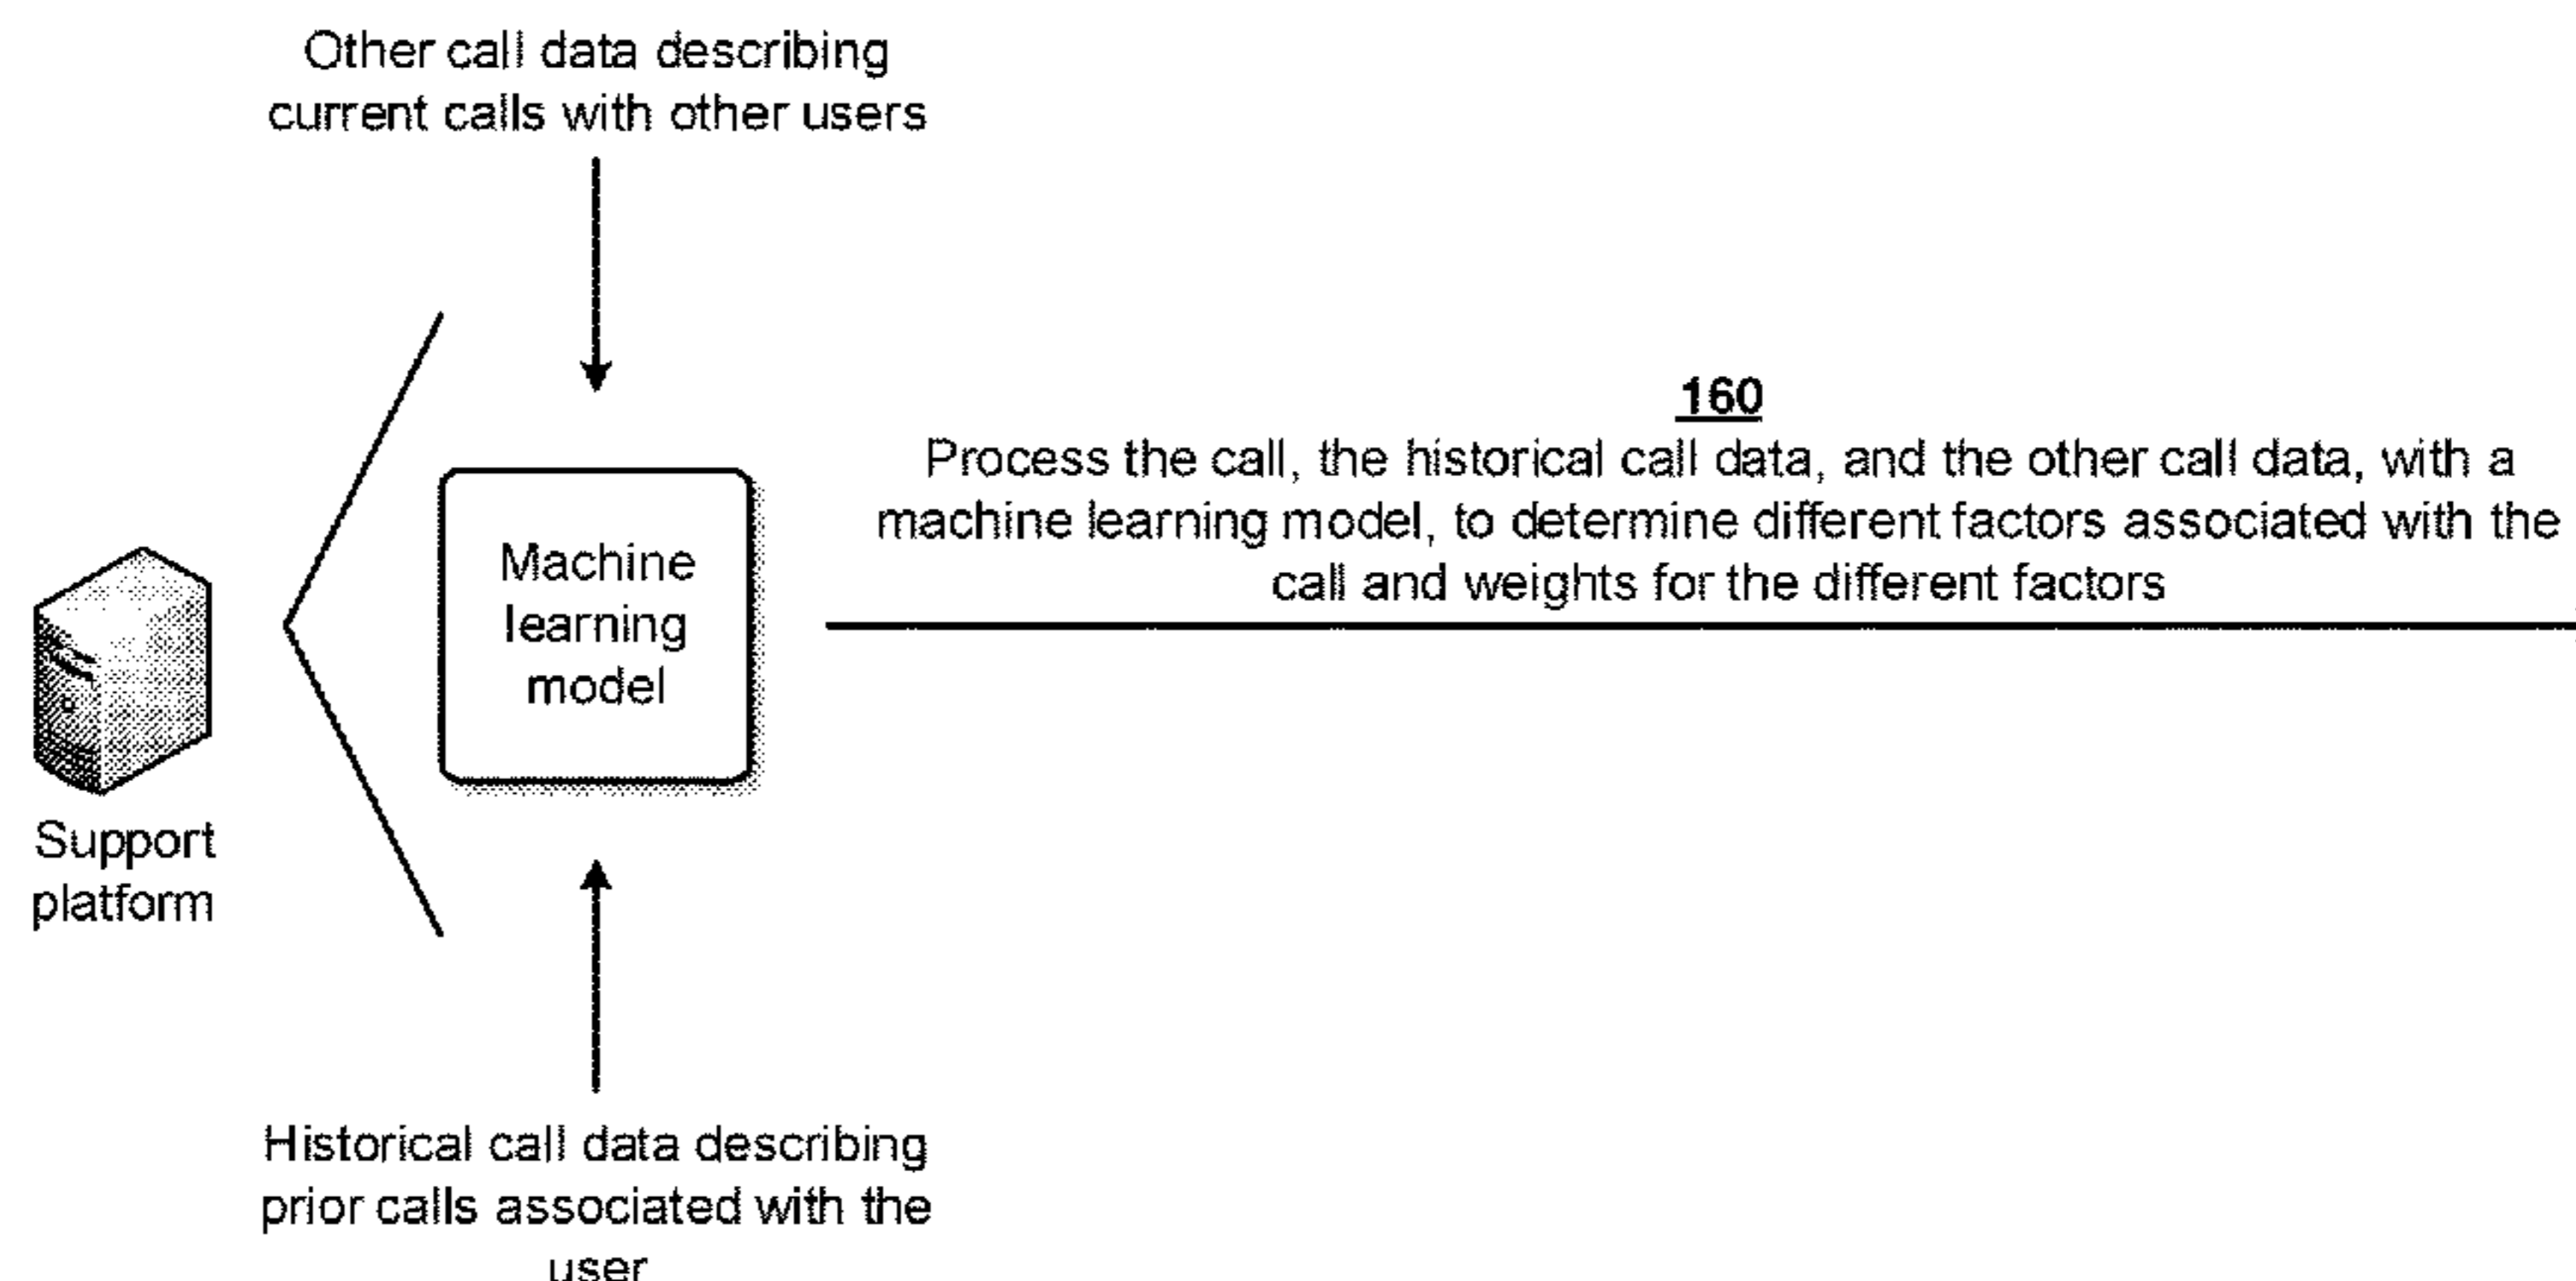 Other call data describing
current calls with other users
160
Process the call, the historical call data, and the other call data, with a
machine learning model, to determine different factors associated with the
call and weights for the different factors
Machine
learning
model
Support
platform
Historical call data describing
prior calls associated with the
user